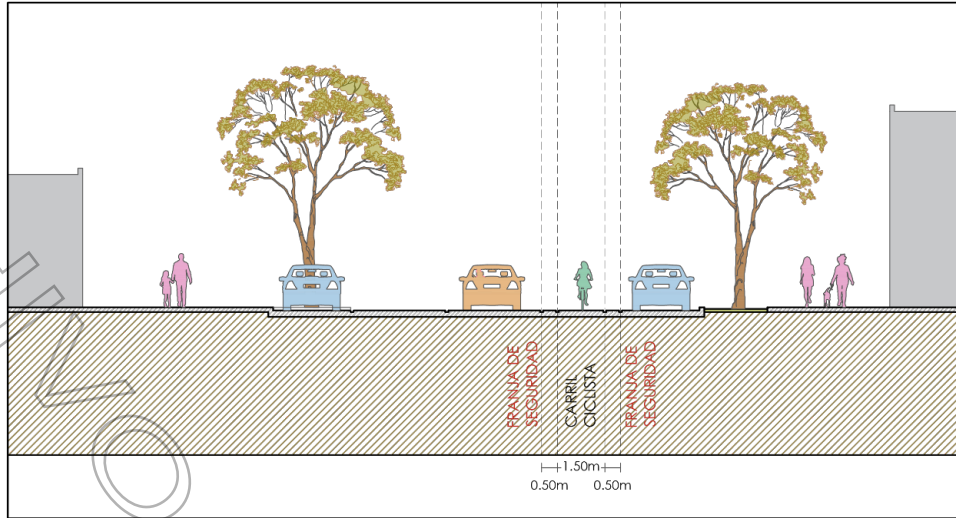 FRANJA DE
SEGURIDAD
CARRIL
CICLISTA
FRANJA DE
SEGURIDAD
1.50m
0.50m 0.50m